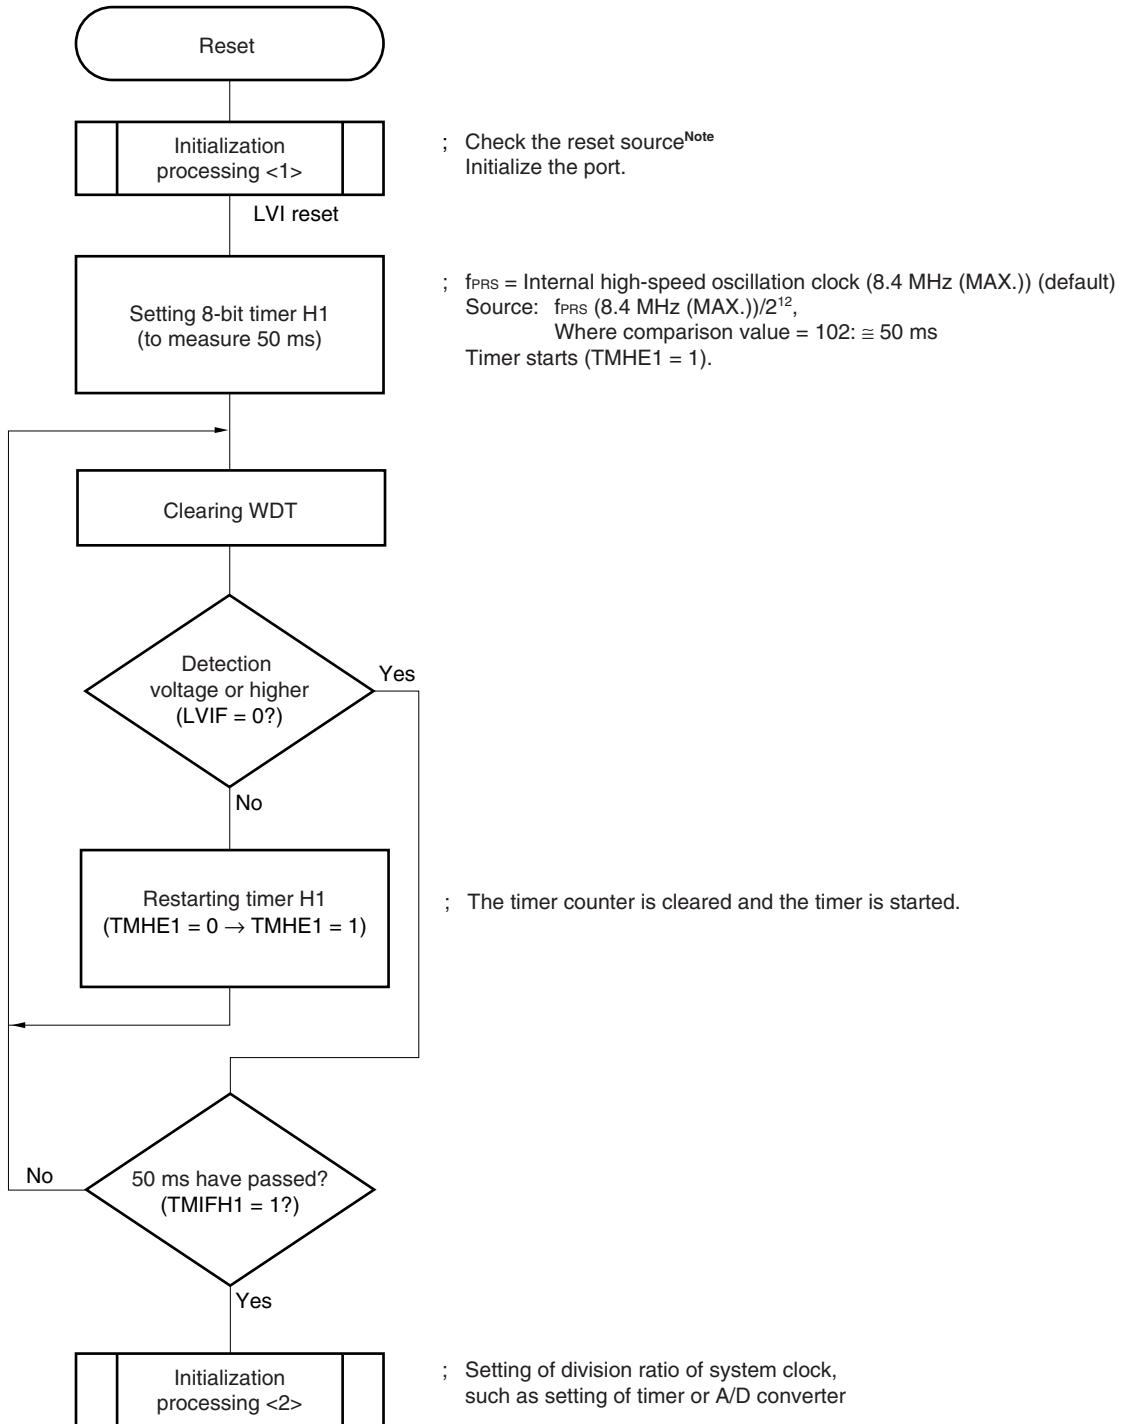 Reset
Initialization
processing <1>
; Check the reset sourceNote
Initialize the port.
LVI reset
Setting 8-bit timer H1
(to measure 50 ms)
; fPRS = Internal high-speed oscillation clock (8.4 MHz (MAX.)) (default)
Source: fPRS (8.4 MHz (MAX.))/2¹²,
Where comparison value = 102: ≅ 50 ms
Timer starts (TMHE1 = 1).
Clearing WDT
Detection
voltage or higher
(LVIF = 0?)
Yes
No
Restarting timer H1
(TMHE1 = 0 → TMHE1 = 1)
; The timer counter is cleared and the timer is started.
50 ms have passed?
(TMIFH1 = 1?)
No
Yes
Initialization
processing <2>
; Setting of division ratio of system clock,
such as setting of timer or A/D converter